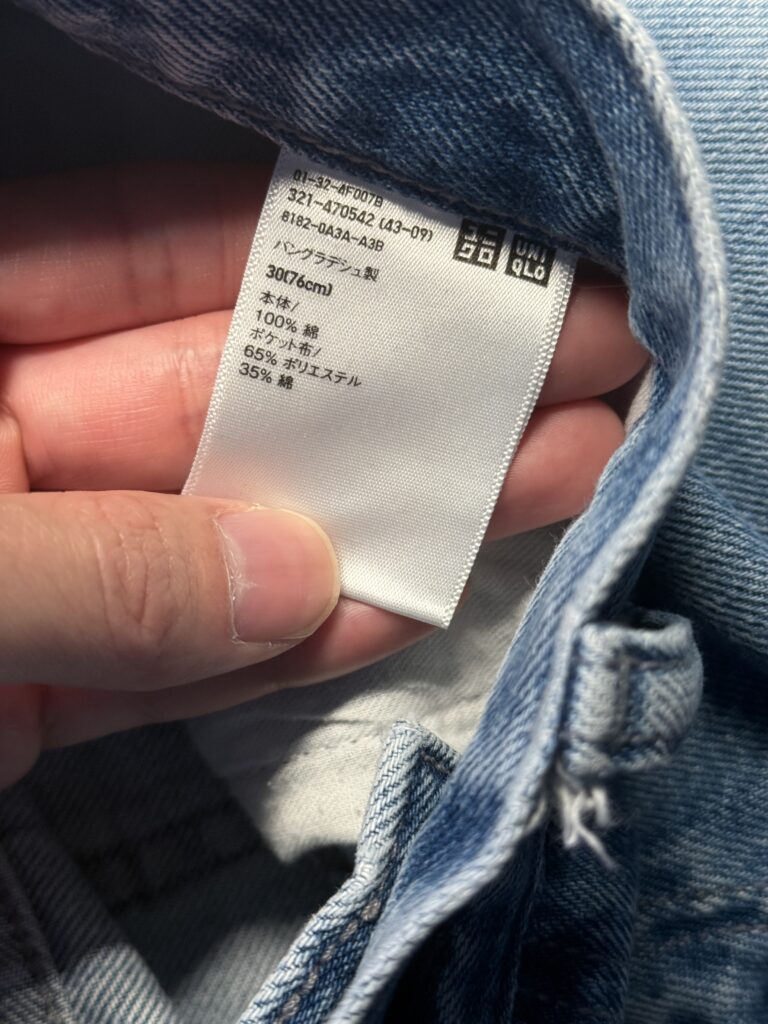 01-32-4F007B
321-470542 (43-09)
8182-0A3A-A3B
ユニ
クロ
UNI
QLO
バングラデシュ製
30(76cm)
本体/
100% 綿
ポケット布/
65% ポリエステル
35% 綿